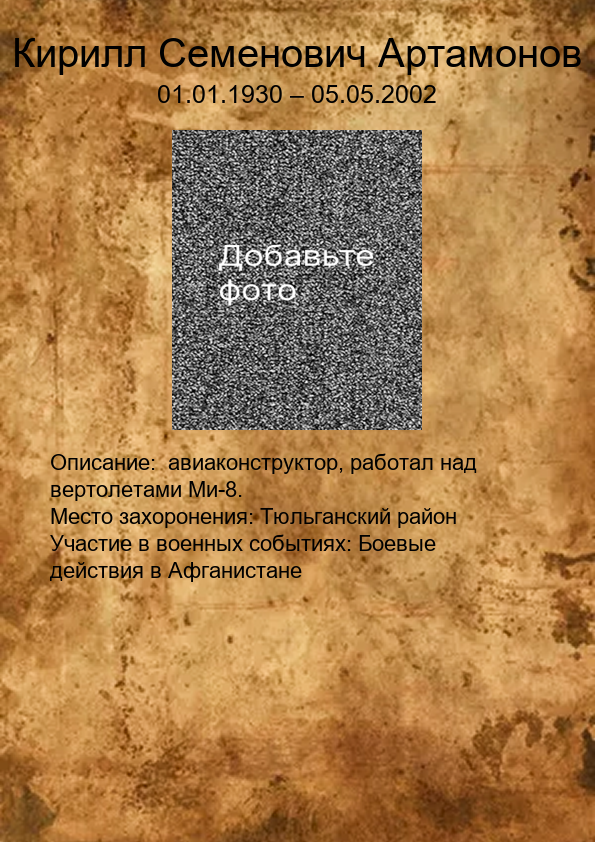 Кирилл Семенович Артамонов
01.01.1930 – 05.05.2002
Добавьте
фото
Описание:  авиаконструктор, работал над
вертолетами Ми-8.
Место захоронения: Тюльганский район
Участие в военных событиях: Боевые
действия в Афганистане